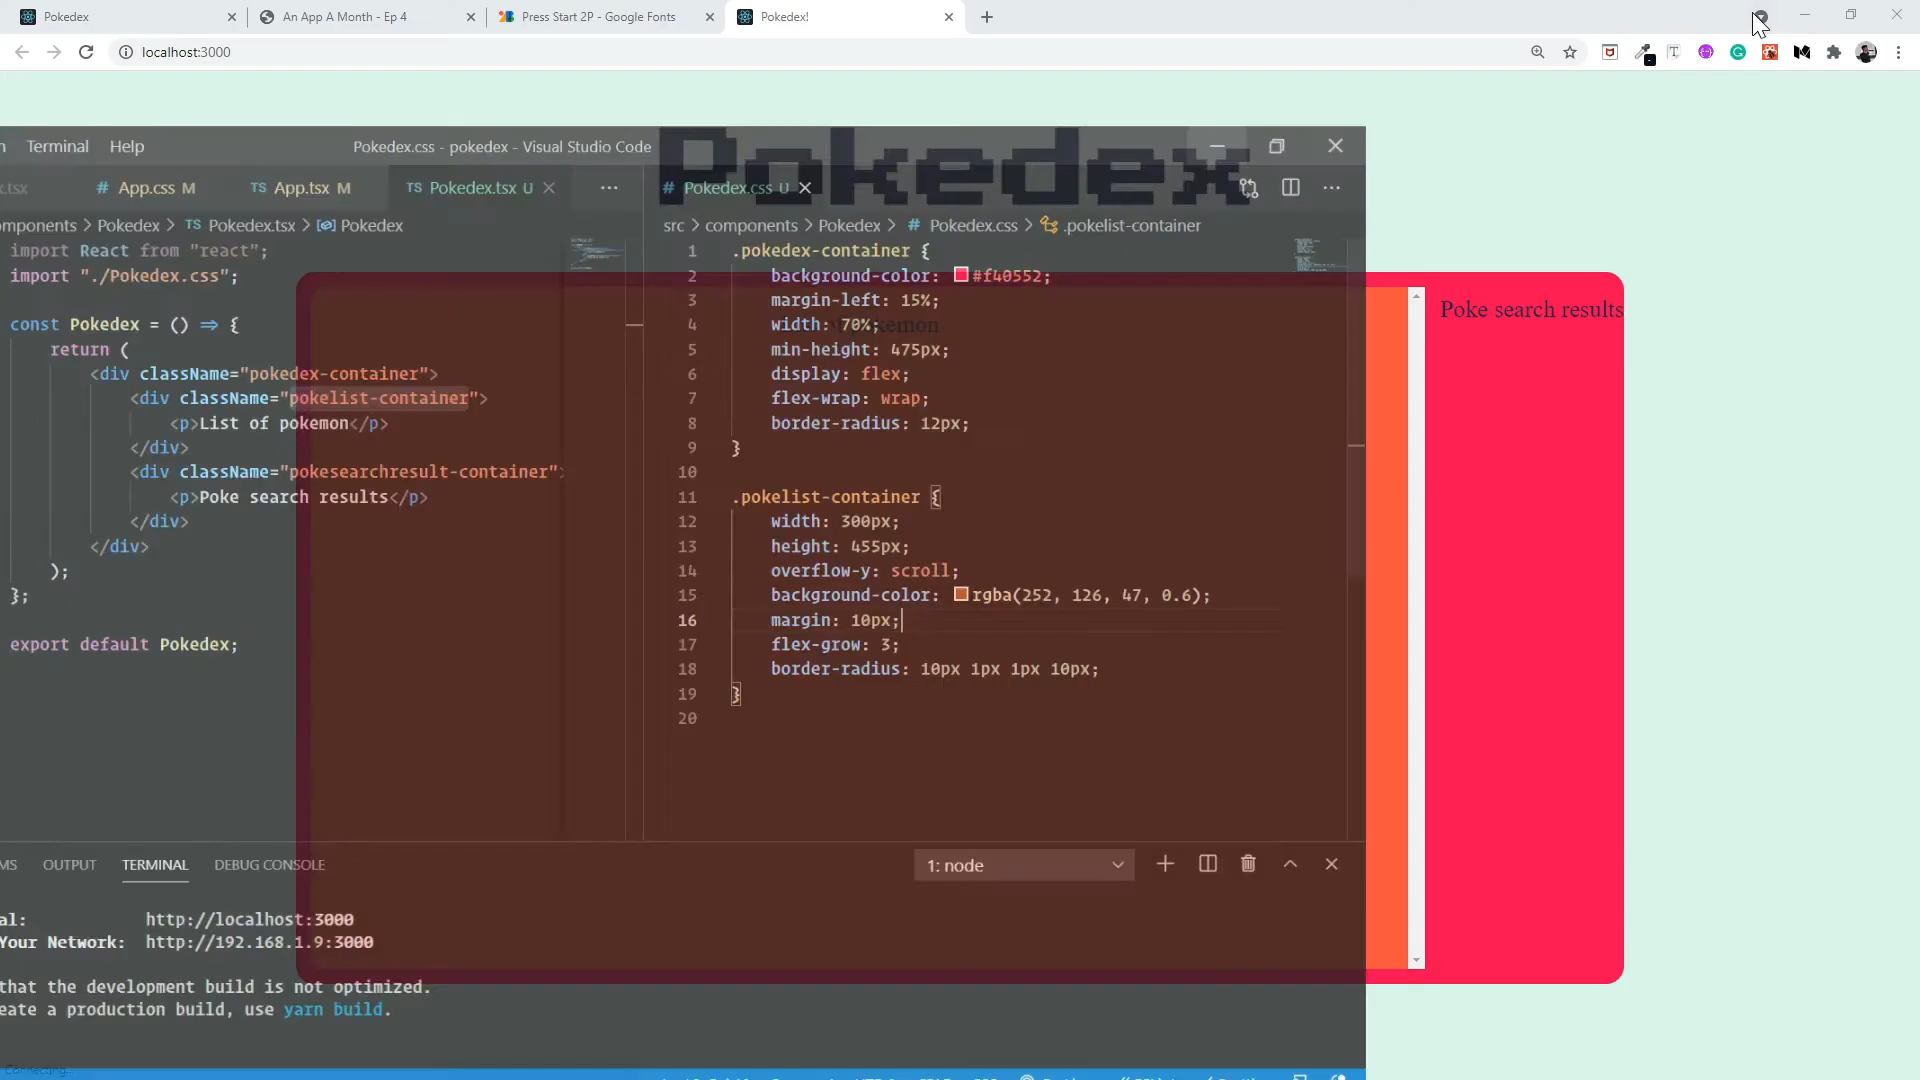 Pokedex
An App A Month - Ep 4
Press Start 2P - Google Fonts
Pokedex!
localhost:3000
Terminal Help
Pokedex.css - pokedex - Visual Studio Code
Pokedex
.tsx
# App.css M
TS App.tsx M
TS Pokedex.tsx U
# Pokedex.css U
mponents > Pokedex > TS Pokedex.tsx > Pokedex
src > components > Pokedex > # Pokedex.css > .pokelist-container
import React from "react";
import "./Pokedex.css";
const Pokedex = () => {
return (
<div className="pokedex-container">
<div className="pokelist-container">
<p>List of pokemon</p>
</div>
<div className="pokesearchresult-container">
<p>Poke search results</p>
</div>
</div>
);
};
export default Pokedex;
1 .pokedex-container {
2 background-color: #f40552;
3 margin-left: 15%;
4 width: 70%;
5 min-height: 475px;
6 display: flex;
7 flex-wrap: wrap;
8 border-radius: 12px;
9 }
10
11 .pokelist-container {
12 width: 300px;
13 height: 455px;
14 overflow-y: scroll;
15 background-color: rgba(252, 126, 47, 0.6);
16 margin: 10px;
17 flex-grow: 3;
18 border-radius: 10px 1px 1px 10px;
19 }
20
Poke search results
MS OUTPUT TERMINAL DEBUG CONSOLE
1: node
al: http://localhost:3000
Your Network: http://192.168.1.9:3000
that the development build is not optimized.
eate a production build, use yarn build.
Connecting...